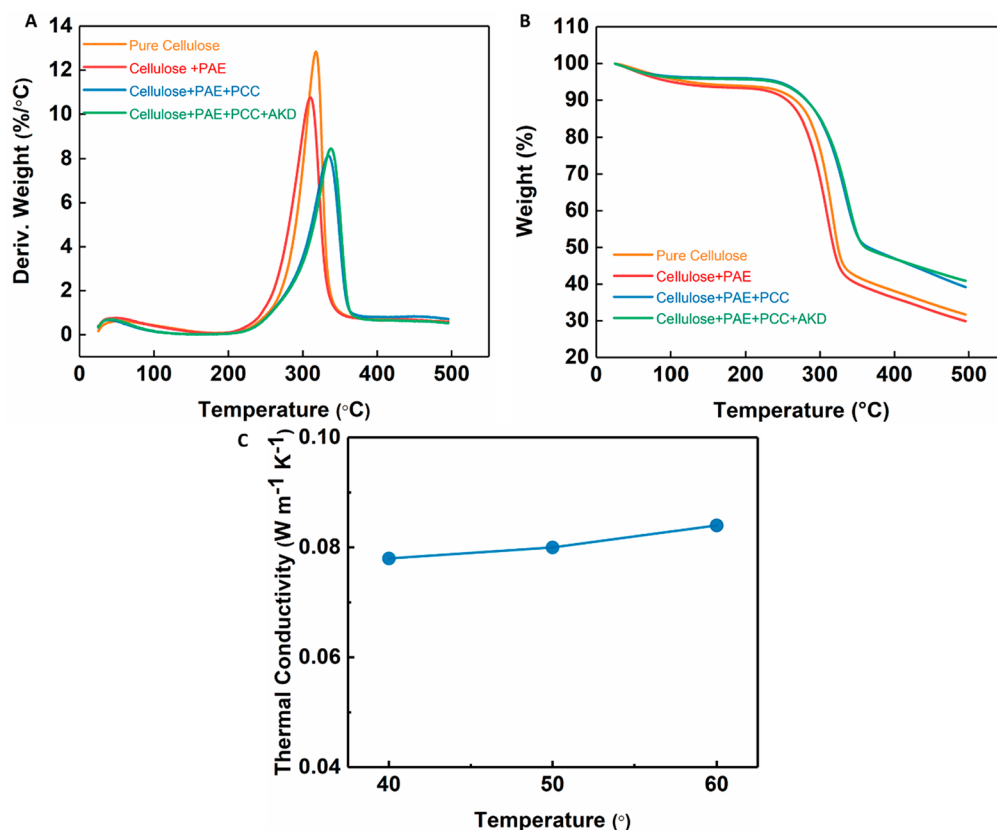 A
14
12
10
8
6
4
2
0
Deriv. Weight (%/°C)
Pure Cellulose
Cellulose +PAE
Cellulose+PAE+PCC
Cellulose+PAE+PCC+AKD
0 100 200 300 400 500
Temperature (°C)
B
100
90
80
70
60
50
40
30
20
Weight (%)
Pure Cellulose
Cellulose+PAE
Cellulose+PAE+PCC
Cellulose+PAE+PCC+AKD
0 100 200 300 400 500
Temperature (°C)
C
0.10
0.08
0.06
0.04
Thermal Conductivity (W m-1 K-1)
40 50 60
Temperature (°)